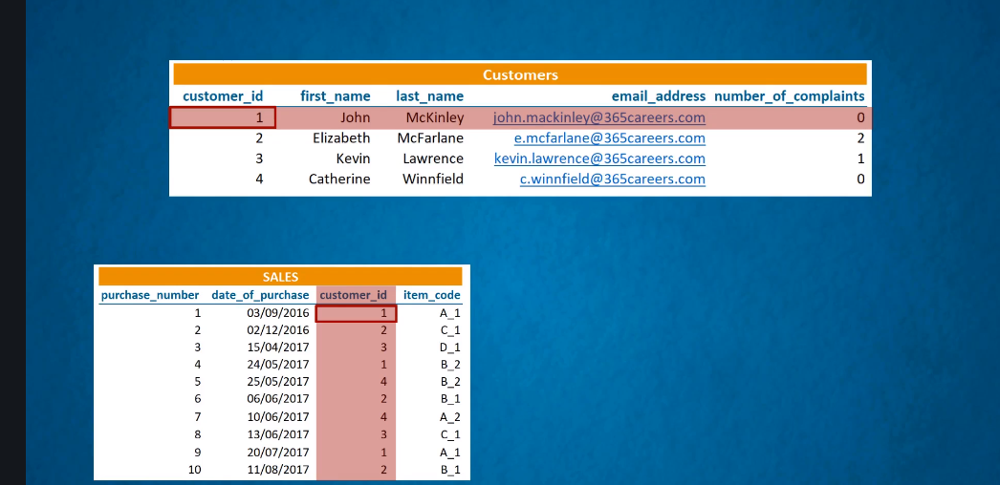 Customers
customer_id first_name last_name email_address number_of_complaints
1 John McKinley john.mackinley@365careers.com 0
2 Elizabeth McFarlane e.mcfarlane@365careers.com 2
3 Kevin Lawrence kevin.lawrence@365careers.com 1
4 Catherine Winnfield c.winnfield@365careers.com 0
SALES
purchase_number date_of_purchase customer_id item_code
1 03/09/2016 1 A_1
2 02/12/2016 2 C_1
3 15/04/2017 3 D_1
4 24/05/2017 1 B_2
5 25/05/2017 4 B_2
6 06/06/2017 2 B_1
7 10/06/2017 4 A_2
8 13/06/2017 3 C_1
9 20/07/2017 1 A_1
10 11/08/2017 2 B_1